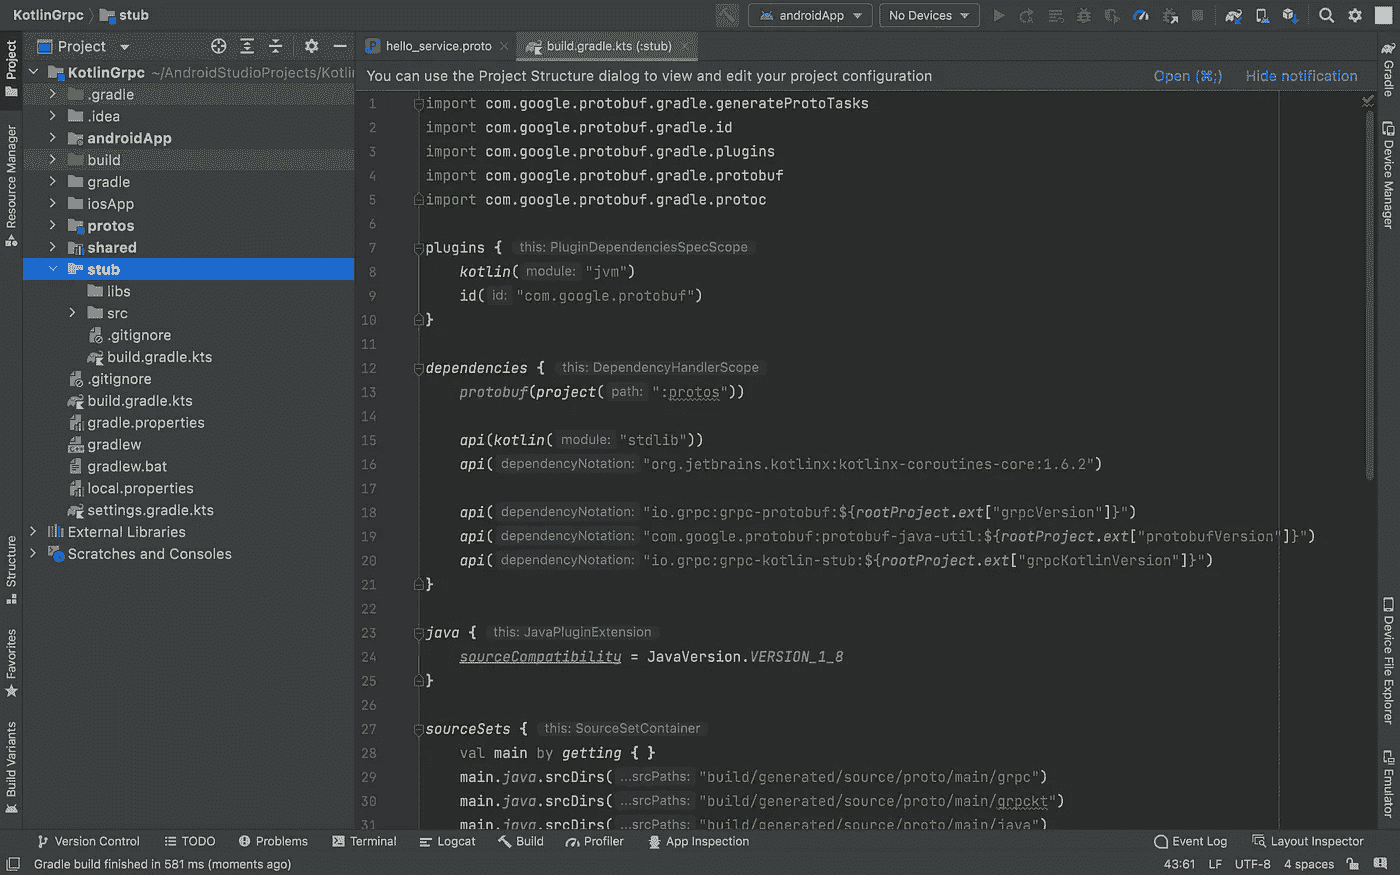 KotlinGrpc stub
androidApp
No Devices
Project
hello_service.proto
build.gradle.kts (:stub)
You can use the Project Structure dialog to view and edit your project configuration
Open (⌘;)
Hide notification
Project
Resource Manager
Structure
Favorites
Build Variants
KotlinGrpc ~/AndroidStudioProjects/Kotli
.gradle
.idea
androidApp
build
gradle
iosApp
protos
shared
stub
libs
src
.gitignore
build.gradle.kts
.gitignore
build.gradle.kts
gradle.properties
gradlew
gradlew.bat
local.properties
settings.gradle.kts
External Libraries
Scratches and Consoles
1 import com.google.protobuf.gradle.generateProtoTasks
2 import com.google.protobuf.gradle.id
3 import com.google.protobuf.gradle.plugins
4 import com.google.protobuf.gradle.protobuf
5 import com.google.protobuf.gradle.protoc
6
7 plugins { this: PluginDependenciesSpecScope
8 kotlin( module: "jvm")
9 id( id: "com.google.protobuf")
10 }
11
12 dependencies { this: DependencyHandlerScope
13 protobuf(project( path: ":protos"))
14
15 api(kotlin( module: "stdlib"))
16 api( dependencyNotation: "org.jetbrains.kotlinx:kotlinx-coroutines-core:1.6.2")
17
18 api( dependencyNotation: "io.grpc:grpc-protobuf:${rootProject.ext["grpcVersion"]}")
19 api( dependencyNotation: "com.google.protobuf:protobuf-java-util:${rootProject.ext["protobufVersion"]}")
20 api( dependencyNotation: "io.grpc:grpc-kotlin-stub:${rootProject.ext["grpcKotlinVersion"]}")
21 }
22
23 java { this: JavaPluginExtension
24 sourceCompatibility = JavaVersion.VERSION_1_8
25 }
26
27 sourceSets { this: SourceSetContainer
28 val main by getting { }
29 main.java.srcDirs( ...srcPaths: "build/generated/source/proto/main/grpc")
30 main.java.srcDirs( ...srcPaths: "build/generated/source/proto/main/grpckt")
31 main.java.srcDirs( ...srcPaths: "build/generated/source/proto/main/java")
Gradle
Device Manager
Device File Explorer
Emulator
Version Control
TODO
Problems
Terminal
Logcat
Build
Profiler
App Inspection
Event Log
Layout Inspector
Gradle build finished in 581 ms (moments ago)
43:61 LF UTF-8 4 spaces